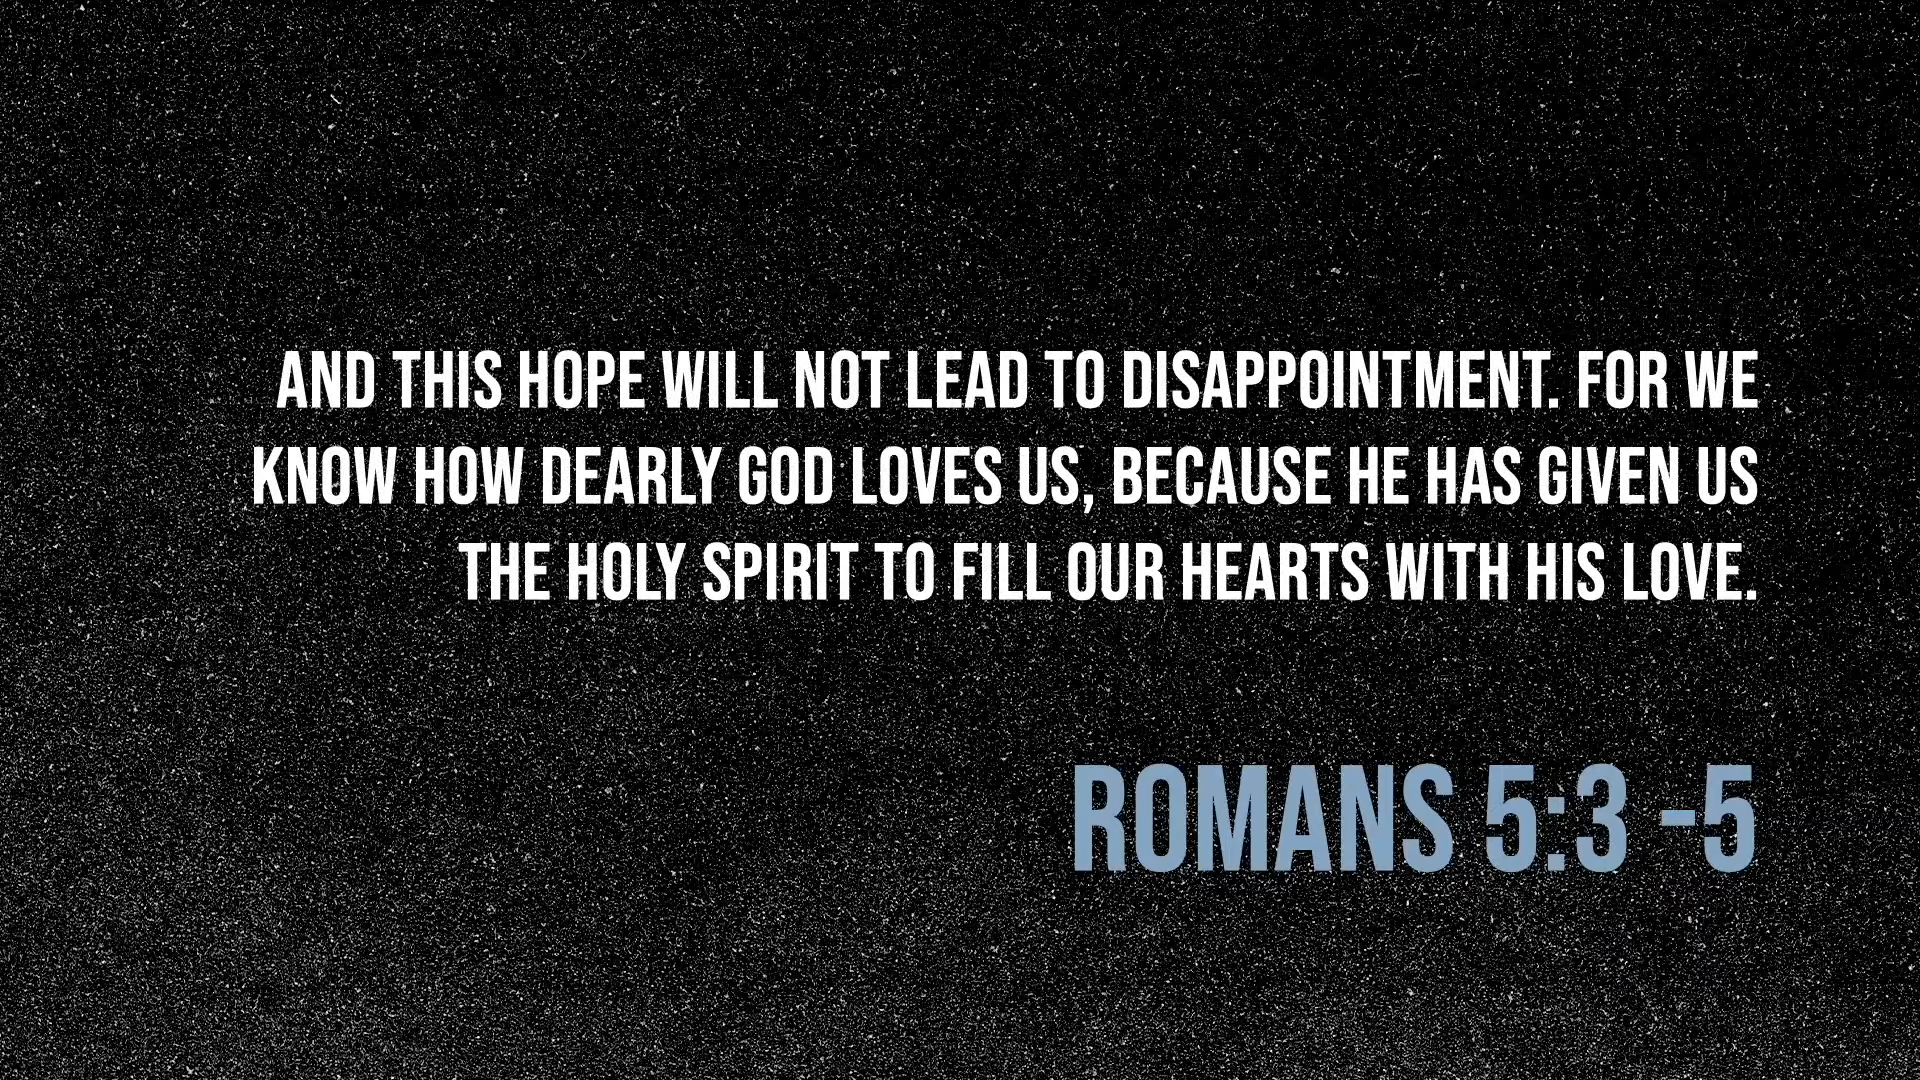 AND THIS HOPE WILL NOT LEAD TO DISAPPOINTMENT. FOR WE
KNOW HOW DEARLY GOD LOVES US, BECAUSE HE HAS GIVEN US
THE HOLY SPIRIT TO FILL OUR HEARTS WITH HIS LOVE.
ROMANS 5:3 -5